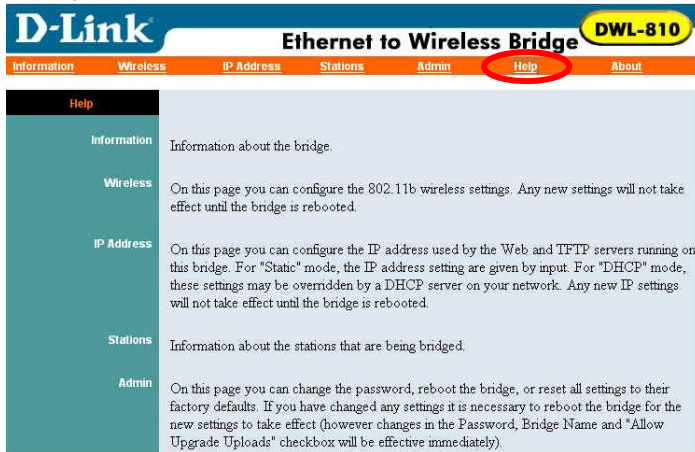 D-Link
Ethernet to Wireless Bridge
DWL-810
Information Wireless IP Address Stations Admin Help About
Help
Information
Information about the bridge.
Wireless
On this page you can configure the 802.11b wireless settings. Any new settings will not take
effect until the bridge is rebooted.
IP Address
On this page you can configure the IP address used by the Web and TFTP servers running on
this bridge. For "Static" mode, the IP address setting are given by input. For "DHCP" mode,
these settings may be overridden by a DHCP server on your network. Any new IP settings
will not take effect until the bridge is rebooted.
Stations
Information about the stations that are being bridged.
Admin
On this page you can change the password, reboot the bridge, or reset all settings to their
factory defaults. If you have changed any settings it is necessary to reboot the bridge for the
new settings to take effect (however changes in the Password, Bridge Name and "Allow
Upgrade Uploads" checkbox will be effective immediately).